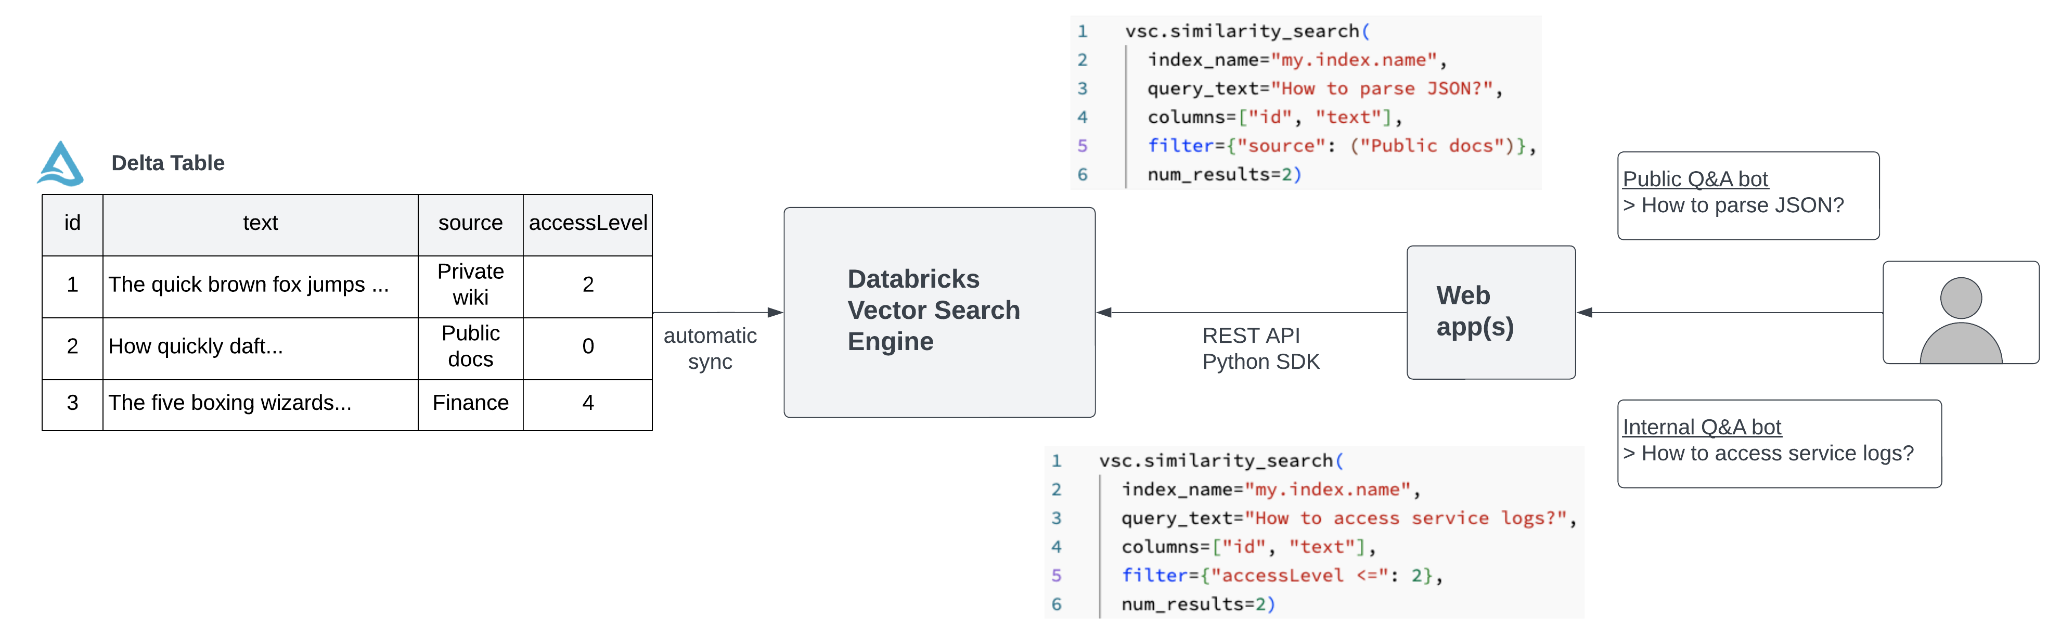 Delta Table
id text source accessLevel
1 The quick brown fox jumps ... Private wiki 2
2 How quickly daft... Public docs 0
3 The five boxing wizards... Finance 4
automatic
sync
Databricks
Vector Search
Engine
1 vsc.similarity_search(
2 index_name="my.index.name",
3 query_text="How to parse JSON?",
4 columns=["id", "text"],
5 filter={"source": ("Public docs")},
6 num_results=2)
REST API
Python SDK
1 vsc.similarity_search(
2 index_name="my.index.name",
3 query_text="How to access service logs?",
4 columns=["id", "text"],
5 filter={"accessLevel <=": 2},
6 num_results=2)
Web
app(s)
Public Q&A bot
> How to parse JSON?
Internal Q&A bot
> How to access service logs?